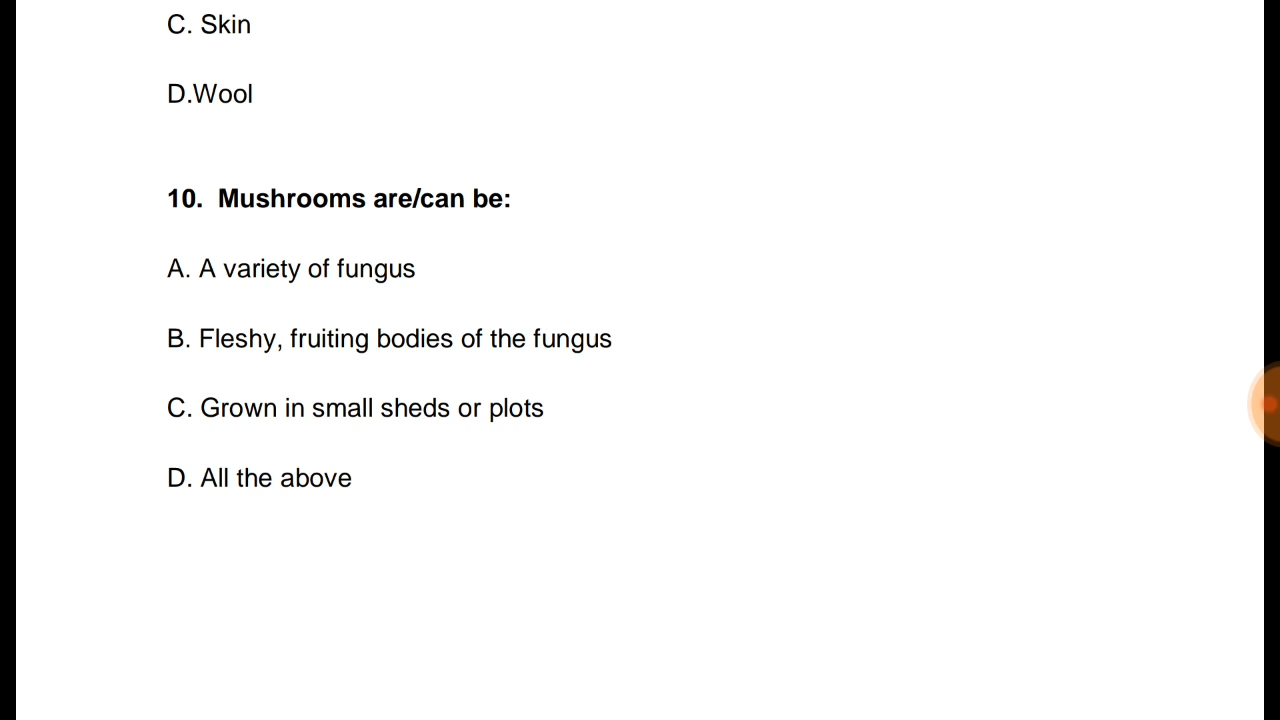 C. Skin
D.Wool
10. Mushrooms are/can be:
A. A variety of fungus
B. Fleshy, fruiting bodies of the fungus
C. Grown in small sheds or plots
D. All the above